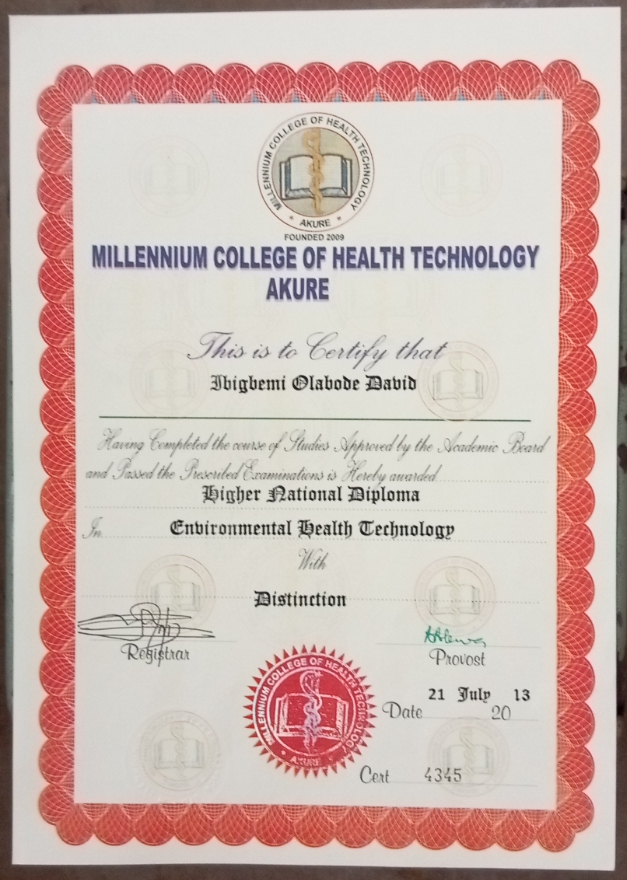 MILLENNIUM COLLEGE OF HEALTH TECHNOLOGY
AKURE
FOUNDED 2009
MILLENNIUM COLLEGE OF HEALTH TECHNOLOGY
AKURE
This is to Certify that
Ibigbemi Olabode David
Having Completed the course of Studies Approved by the Academic Board
and Passed the Prescribed Examinations is Hereby awarded
Higher National Diploma
In Environmental Health Technology
With
Distinction
Registrar
Provost
MILLENNIUM COLLEGE OF HEALTH TECHNOLOGY
AKURE
21 July 13
Date 20
Cert 4345